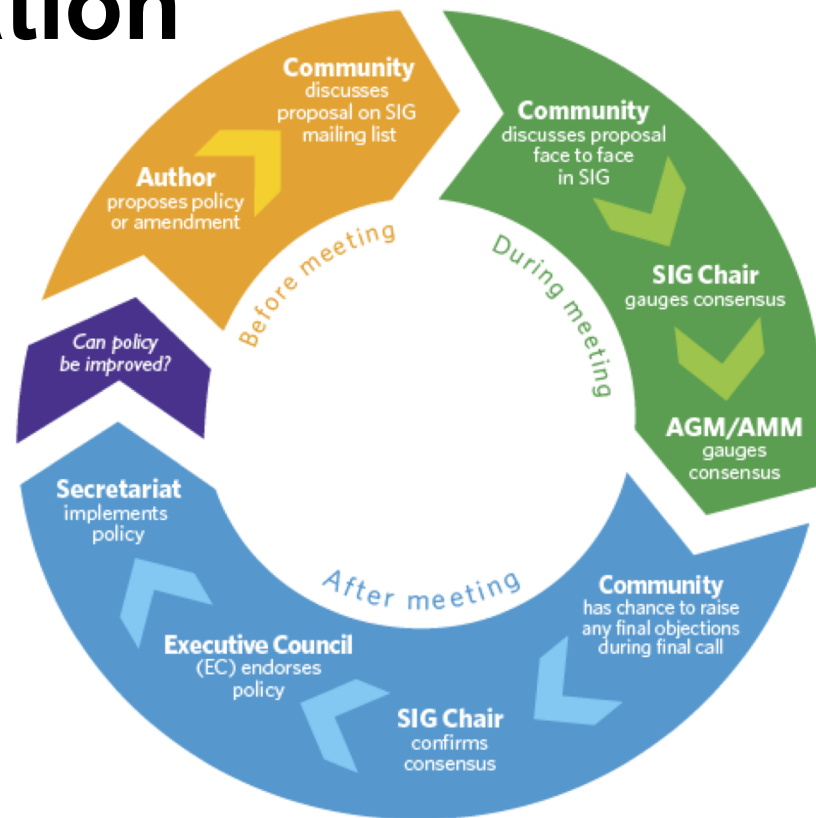 Community
discusses
proposal on SIG
mailing list
Author
proposes policy
or amendment
Before meeting
Community
discusses proposal
face to face
in SIG
SIG Chair
gauges consensus
AGM/AMM
gauges
consensus
During meeting
Community
has chance to raise
any final objections
during final call
SIG Chair
confirms
consensus
Executive Council
(EC) endorses
policy
Secretariat
implements
policy
After meeting
Can policy
be improved?